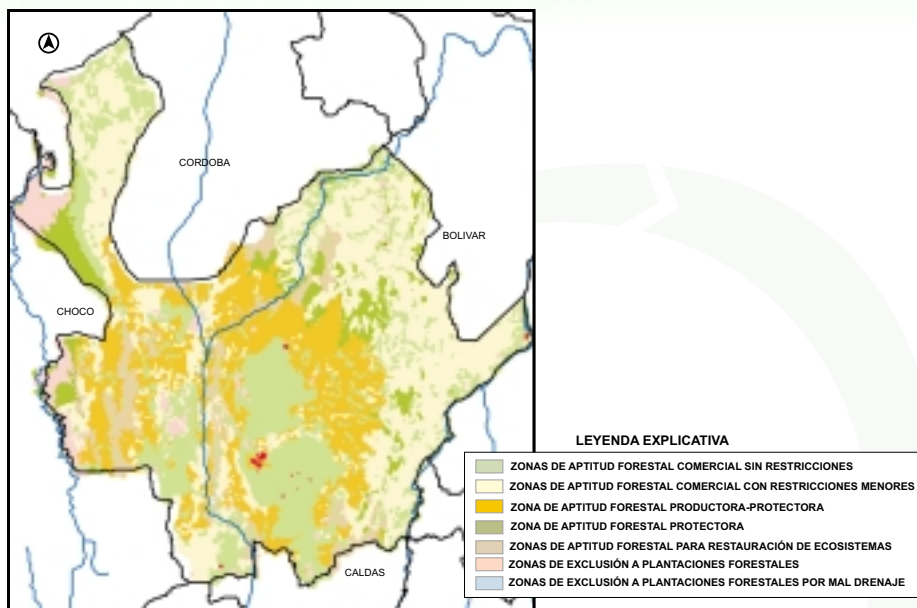 CORDOBA
BOLIVAR
CHOCO
CALDAS
LEYENDA EXPLICATIVA
ZONAS DE APTITUD FORESTAL COMERCIAL SIN RESTRICCIONES
ZONAS DE APTITUD FORESTAL COMERCIAL CON RESTRICCIONES MENORES
ZONA DE APTITUD FORESTAL PRODUCTORA-PROTECTORA
ZONA DE APTITUD FORESTAL PROTECTORA
ZONAS DE APTITUD FORESTAL PARA RESTAURACIÓN DE ECOSISTEMAS
ZONAS DE EXCLUSIÓN A PLANTACIONES FORESTALES
ZONAS DE EXCLUSIÓN A PLANTACIONES FORESTALES POR MAL DRENAJE